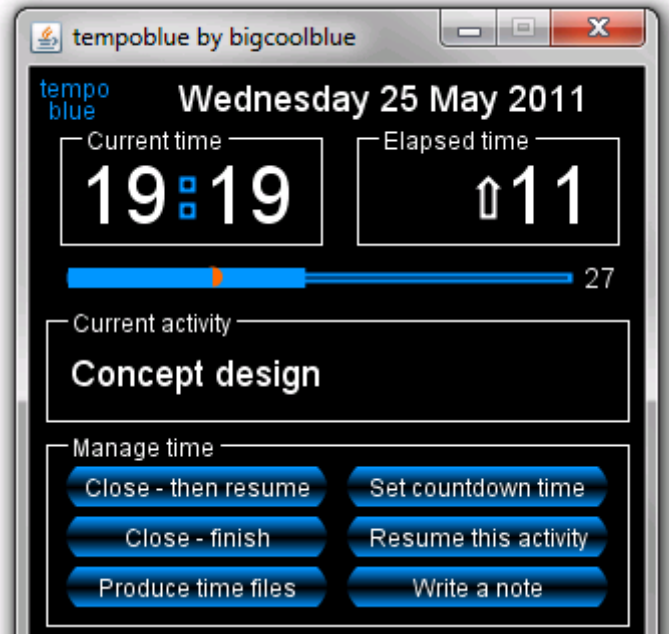 tempoblue by bigcoolblue
tempo
blue
Wednesday 25 May 2011
Current time
Elapsed time
19:19
⇧11
27
Current activity
Concept design
Manage time
Close - then resume
Set countdown time
Close - finish
Resume this activity
Produce time files
Write a note